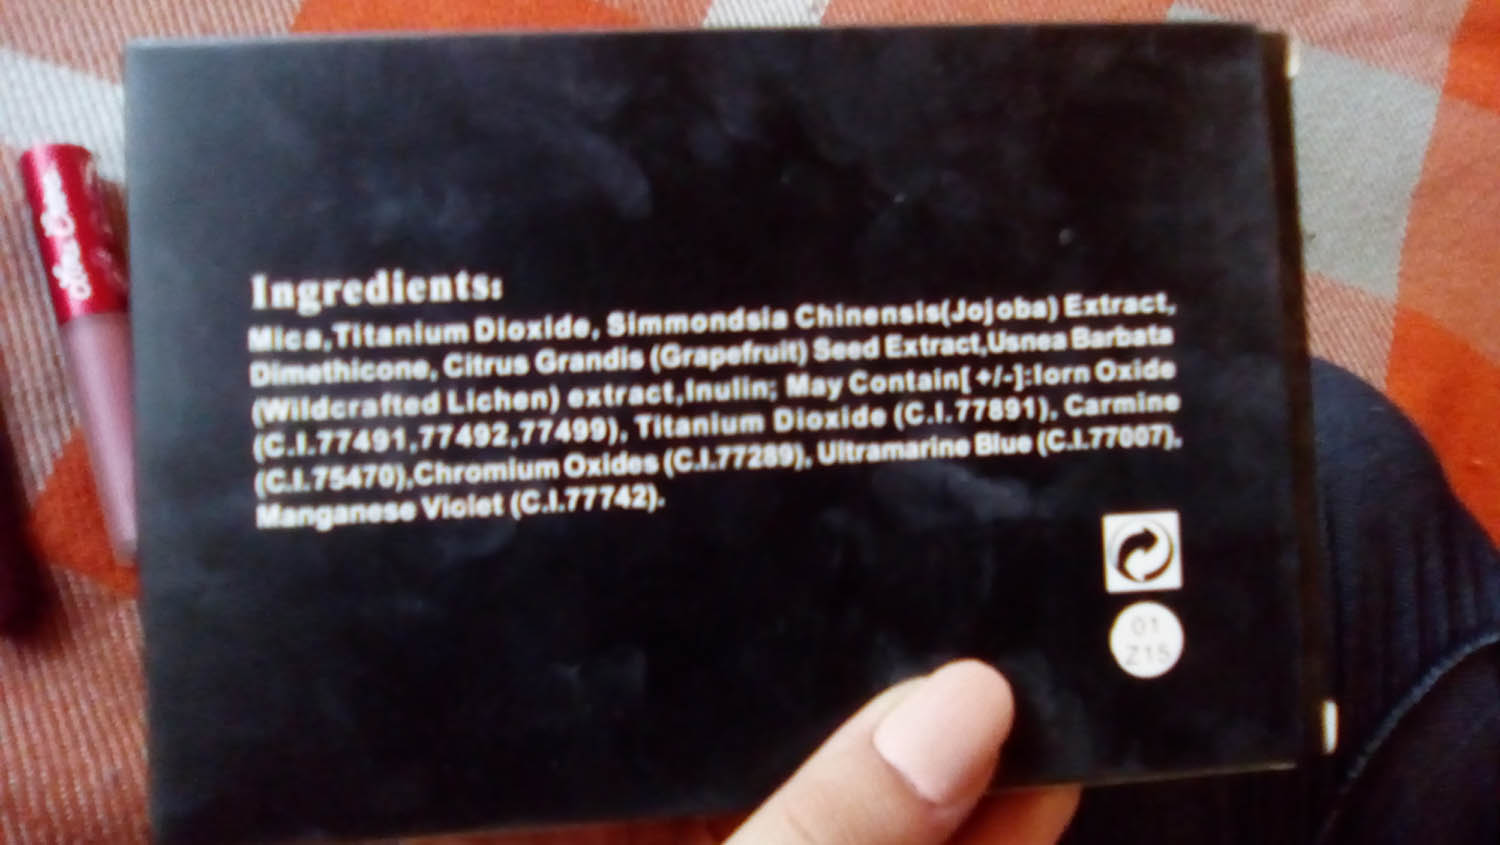 Ingredients:
Mica,Titanium Dioxide, Simmondsia Chinensis(Jojoba) Extract,
Dimethicone, Citrus Grandis (Grapefruit) Seed Extract,Usnea Barbata
(Wildcrafted Lichen) extract,Inulin; May Contain[ +/-]:Iorn Oxide
(C.I.77491,77492,77499), Titanium Dioxide (C.I.77891), Carmine
(C.I.75470),Chromium Oxides (C.I.77289), Ultramarine Blue (C.I.77007),
Manganese Violet (C.I.77742).
01
Z15